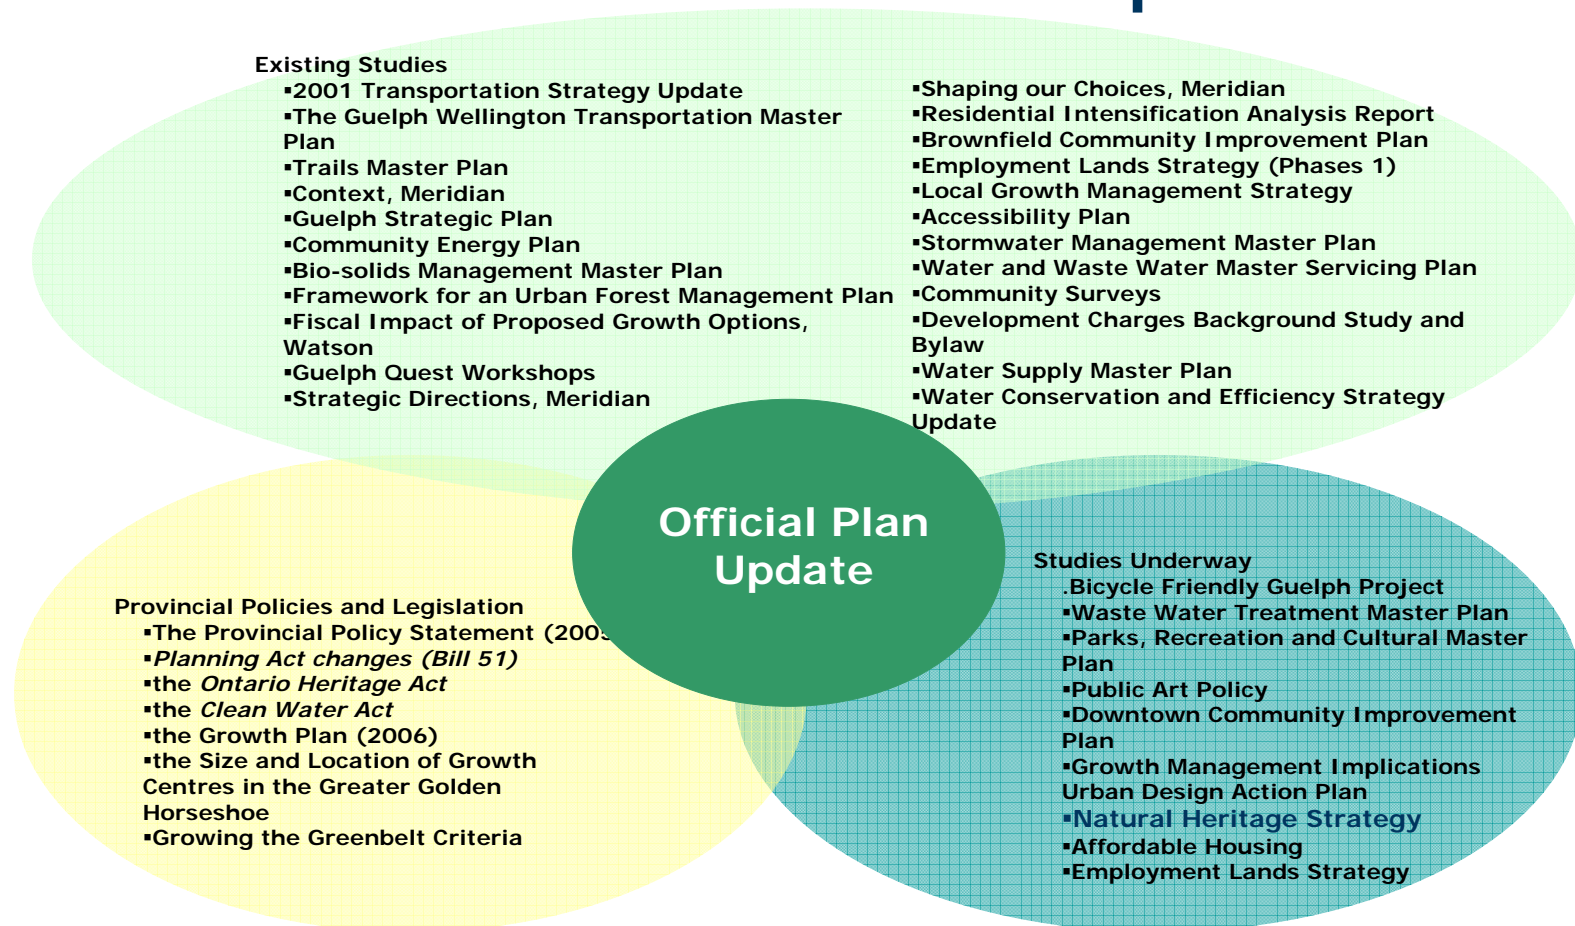 Existing Studies
▪2001 Transportation Strategy Update
▪The Guelph Wellington Transportation Master
Plan
▪Trails Master Plan
▪Context, Meridian
▪Guelph Strategic Plan
▪Community Energy Plan
▪Bio-solids Management Master Plan
▪Framework for an Urban Forest Management Plan
▪Fiscal Impact of Proposed Growth Options,
Watson
▪Guelph Quest Workshops
▪Strategic Directions, Meridian
▪Shaping our Choices, Meridian
▪Residential Intensification Analysis Report
▪Brownfield Community Improvement Plan
▪Employment Lands Strategy (Phases 1)
▪Local Growth Management Strategy
▪Accessibility Plan
▪Stormwater Management Master Plan
▪Water and Waste Water Master Servicing Plan
▪Community Surveys
▪Development Charges Background Study and
Bylaw
▪Water Supply Master Plan
▪Water Conservation and Efficiency Strategy
Update
Official Plan
Update
Provincial Policies and Legislation
▪The Provincial Policy Statement (2005
▪Planning Act changes (Bill 51)
▪the Ontario Heritage Act
▪the Clean Water Act
▪the Growth Plan (2006)
▪the Size and Location of Growth
Centres in the Greater Golden
Horseshoe
▪Growing the Greenbelt Criteria
Studies Underway
.Bicycle Friendly Guelph Project
▪Waste Water Treatment Master Plan
▪Parks, Recreation and Cultural Master
Plan
▪Public Art Policy
▪Downtown Community Improvement
Plan
▪Growth Management Implications
Urban Design Action Plan
▪Natural Heritage Strategy
▪Affordable Housing
▪Employment Lands Strategy